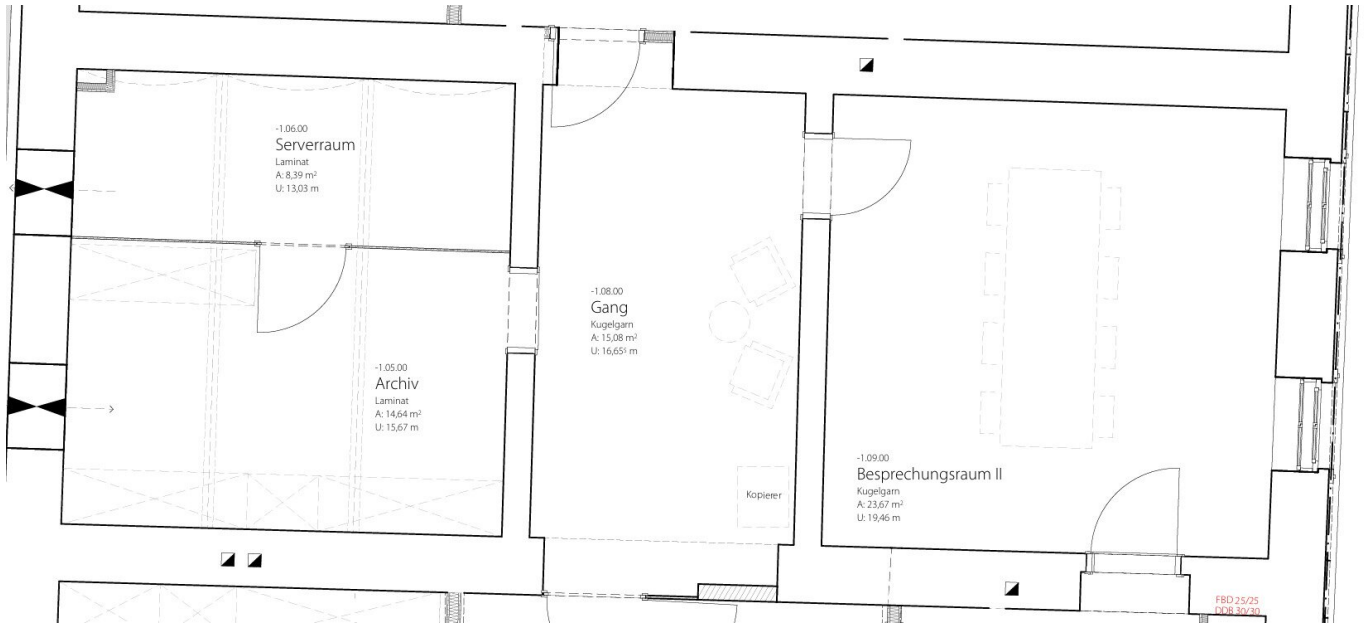 -1.06.00
Serverraum
Laminat
A: 8,39 m²
U: 13,03 m
-1.08.00
Gang
Kugelgarn
A: 15,08 m²
U: 16,65⁵ m
-1.05.00
Archiv
Laminat
A: 14,64 m²
U: 15,67 m
-1.09.00
Besprechungsraum II
Kugelgarn
A: 23,67 m²
U: 19,46 m
Kopierer
FBD 25/25
DDB 30/30